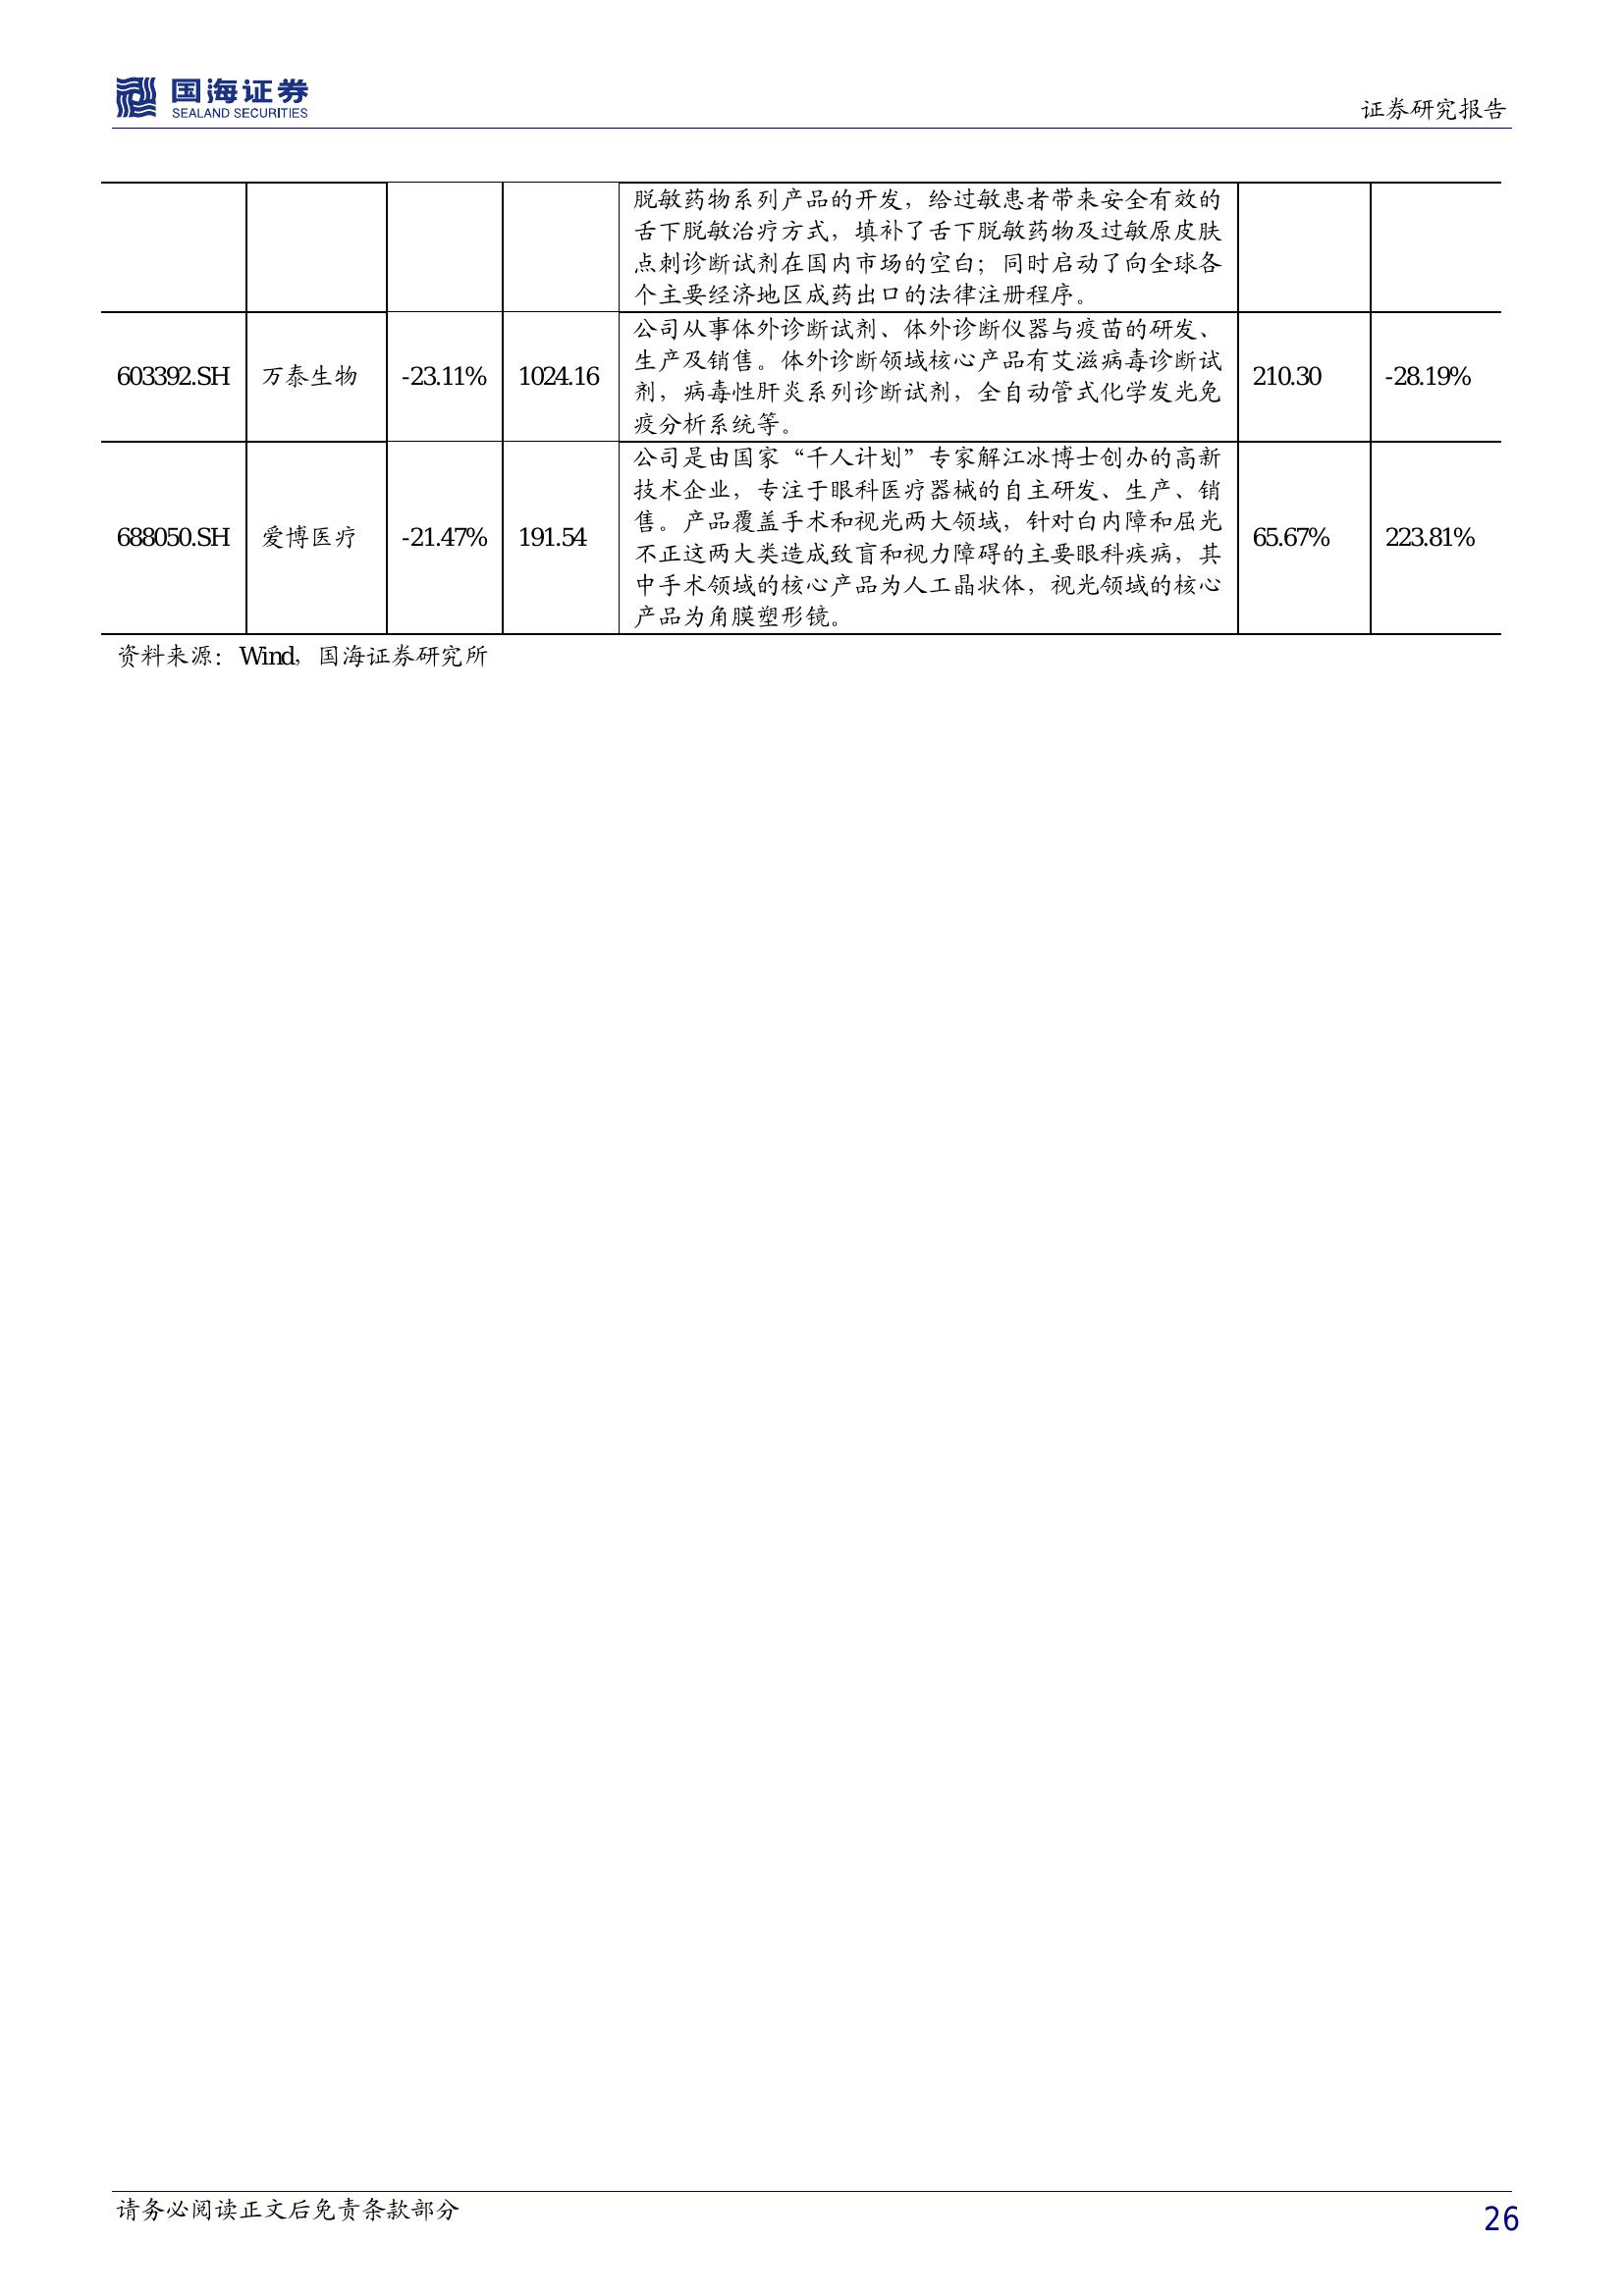 国海证券
SEALAND SECURITIES
证券研究报告
脱敏药物系列产品的开发，给过敏患者带来安全有效的
舌下脱敏治疗方式，填补了舌下脱敏药物及过敏原皮肤
点刺诊断试剂在国内市场的空白；同时启动了向全球各
个主要经济地区成药出口的法律注册程序。
603392.SH 万泰生物 -23.11% 1024.16
公司从事体外诊断试剂、体外诊断仪器与疫苗的研发、
生产及销售。体外诊断领域核心产品有艾滋病毒诊断试
剂，病毒性肝炎系列诊断试剂，全自动管式化学发光免
疫分析系统等。
210.30 -28.19%
688050.SH 爱博医疗 -21.47% 191.54
公司是由国家“千人计划”专家解江冰博士创办的高新
技术企业，专注于眼科医疗器械的自主研发、生产、销
售。产品覆盖手术和视光两大领域，针对白内障和屈光
不正这两大类造成致盲和视力障碍的主要眼科疾病，其
中手术领域的核心产品为人工晶状体，视光领域的核心
产品为角膜塑形镜。
65.67% 223.81%
资料来源：Wind，国海证券研究所
请务必阅读正文后免责条款部分
26